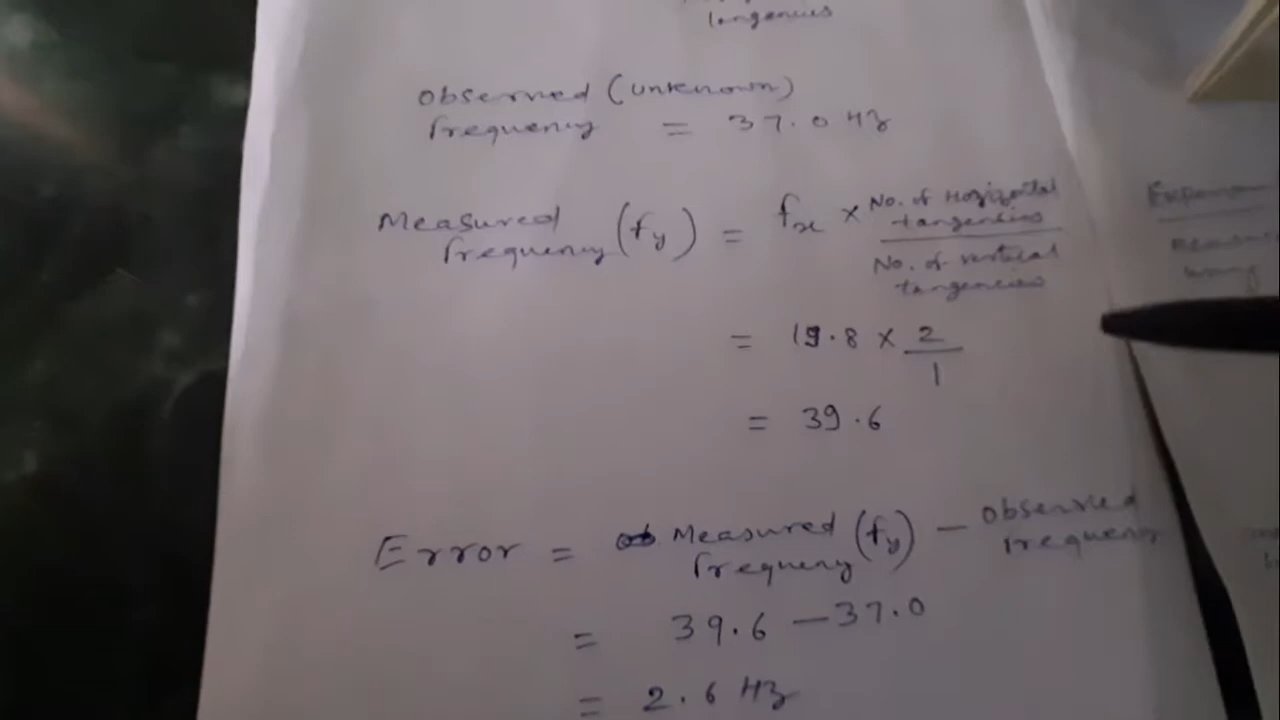 tangencies
Observed (unknown)
frequency = 37.0 Hz
Measured
frequency (fy) = fx × No. of Horizontal
tangencies
No. of vertical
tangencies
= 19.8 × 2
1
= 39.6
Error = Measured (fy) - Observed
frequency frequency
= 39.6 - 37.0
= 2.6 Hz